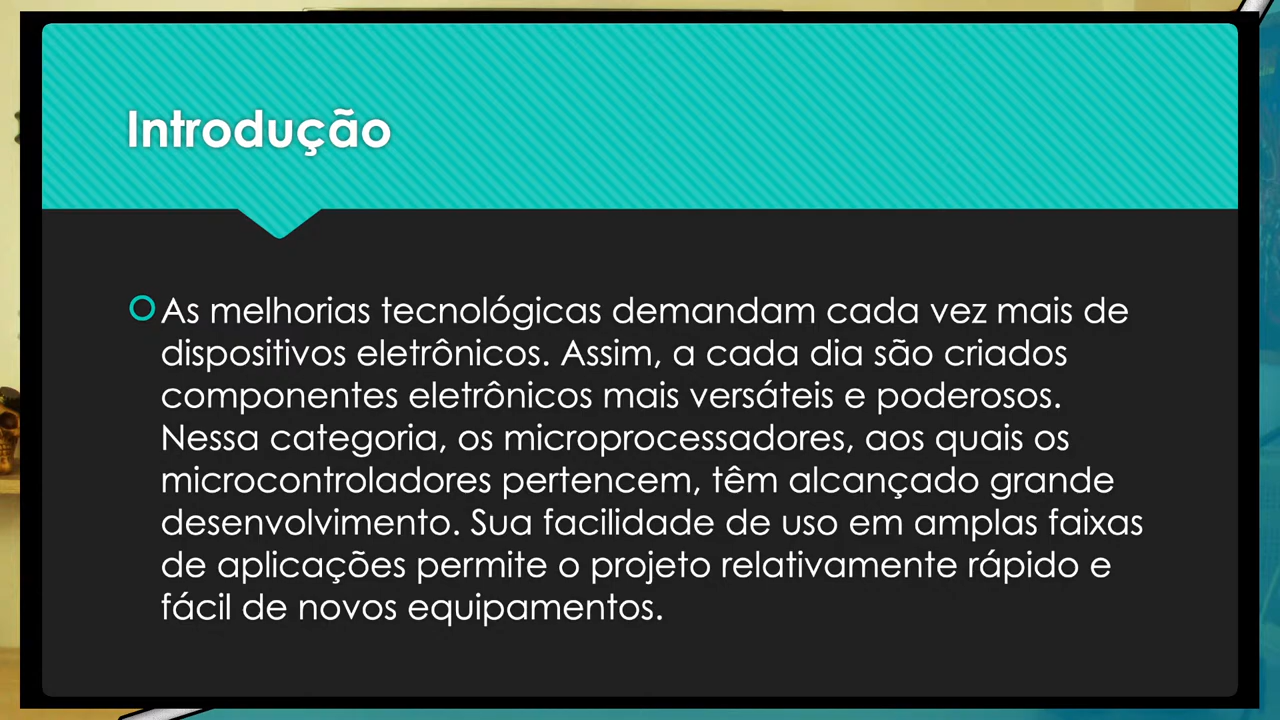 Introdução
As melhorias tecnológicas demandam cada vez mais de
dispositivos eletrônicos. Assim, a cada dia são criados
componentes eletrônicos mais versáteis e poderosos.
Nessa categoria, os microprocessadores, aos quais os
microcontroladores pertencem, têm alcançado grande
desenvolvimento. Sua facilidade de uso em amplas faixas
de aplicações permite o projeto relativamente rápido e
fácil de novos equipamentos.